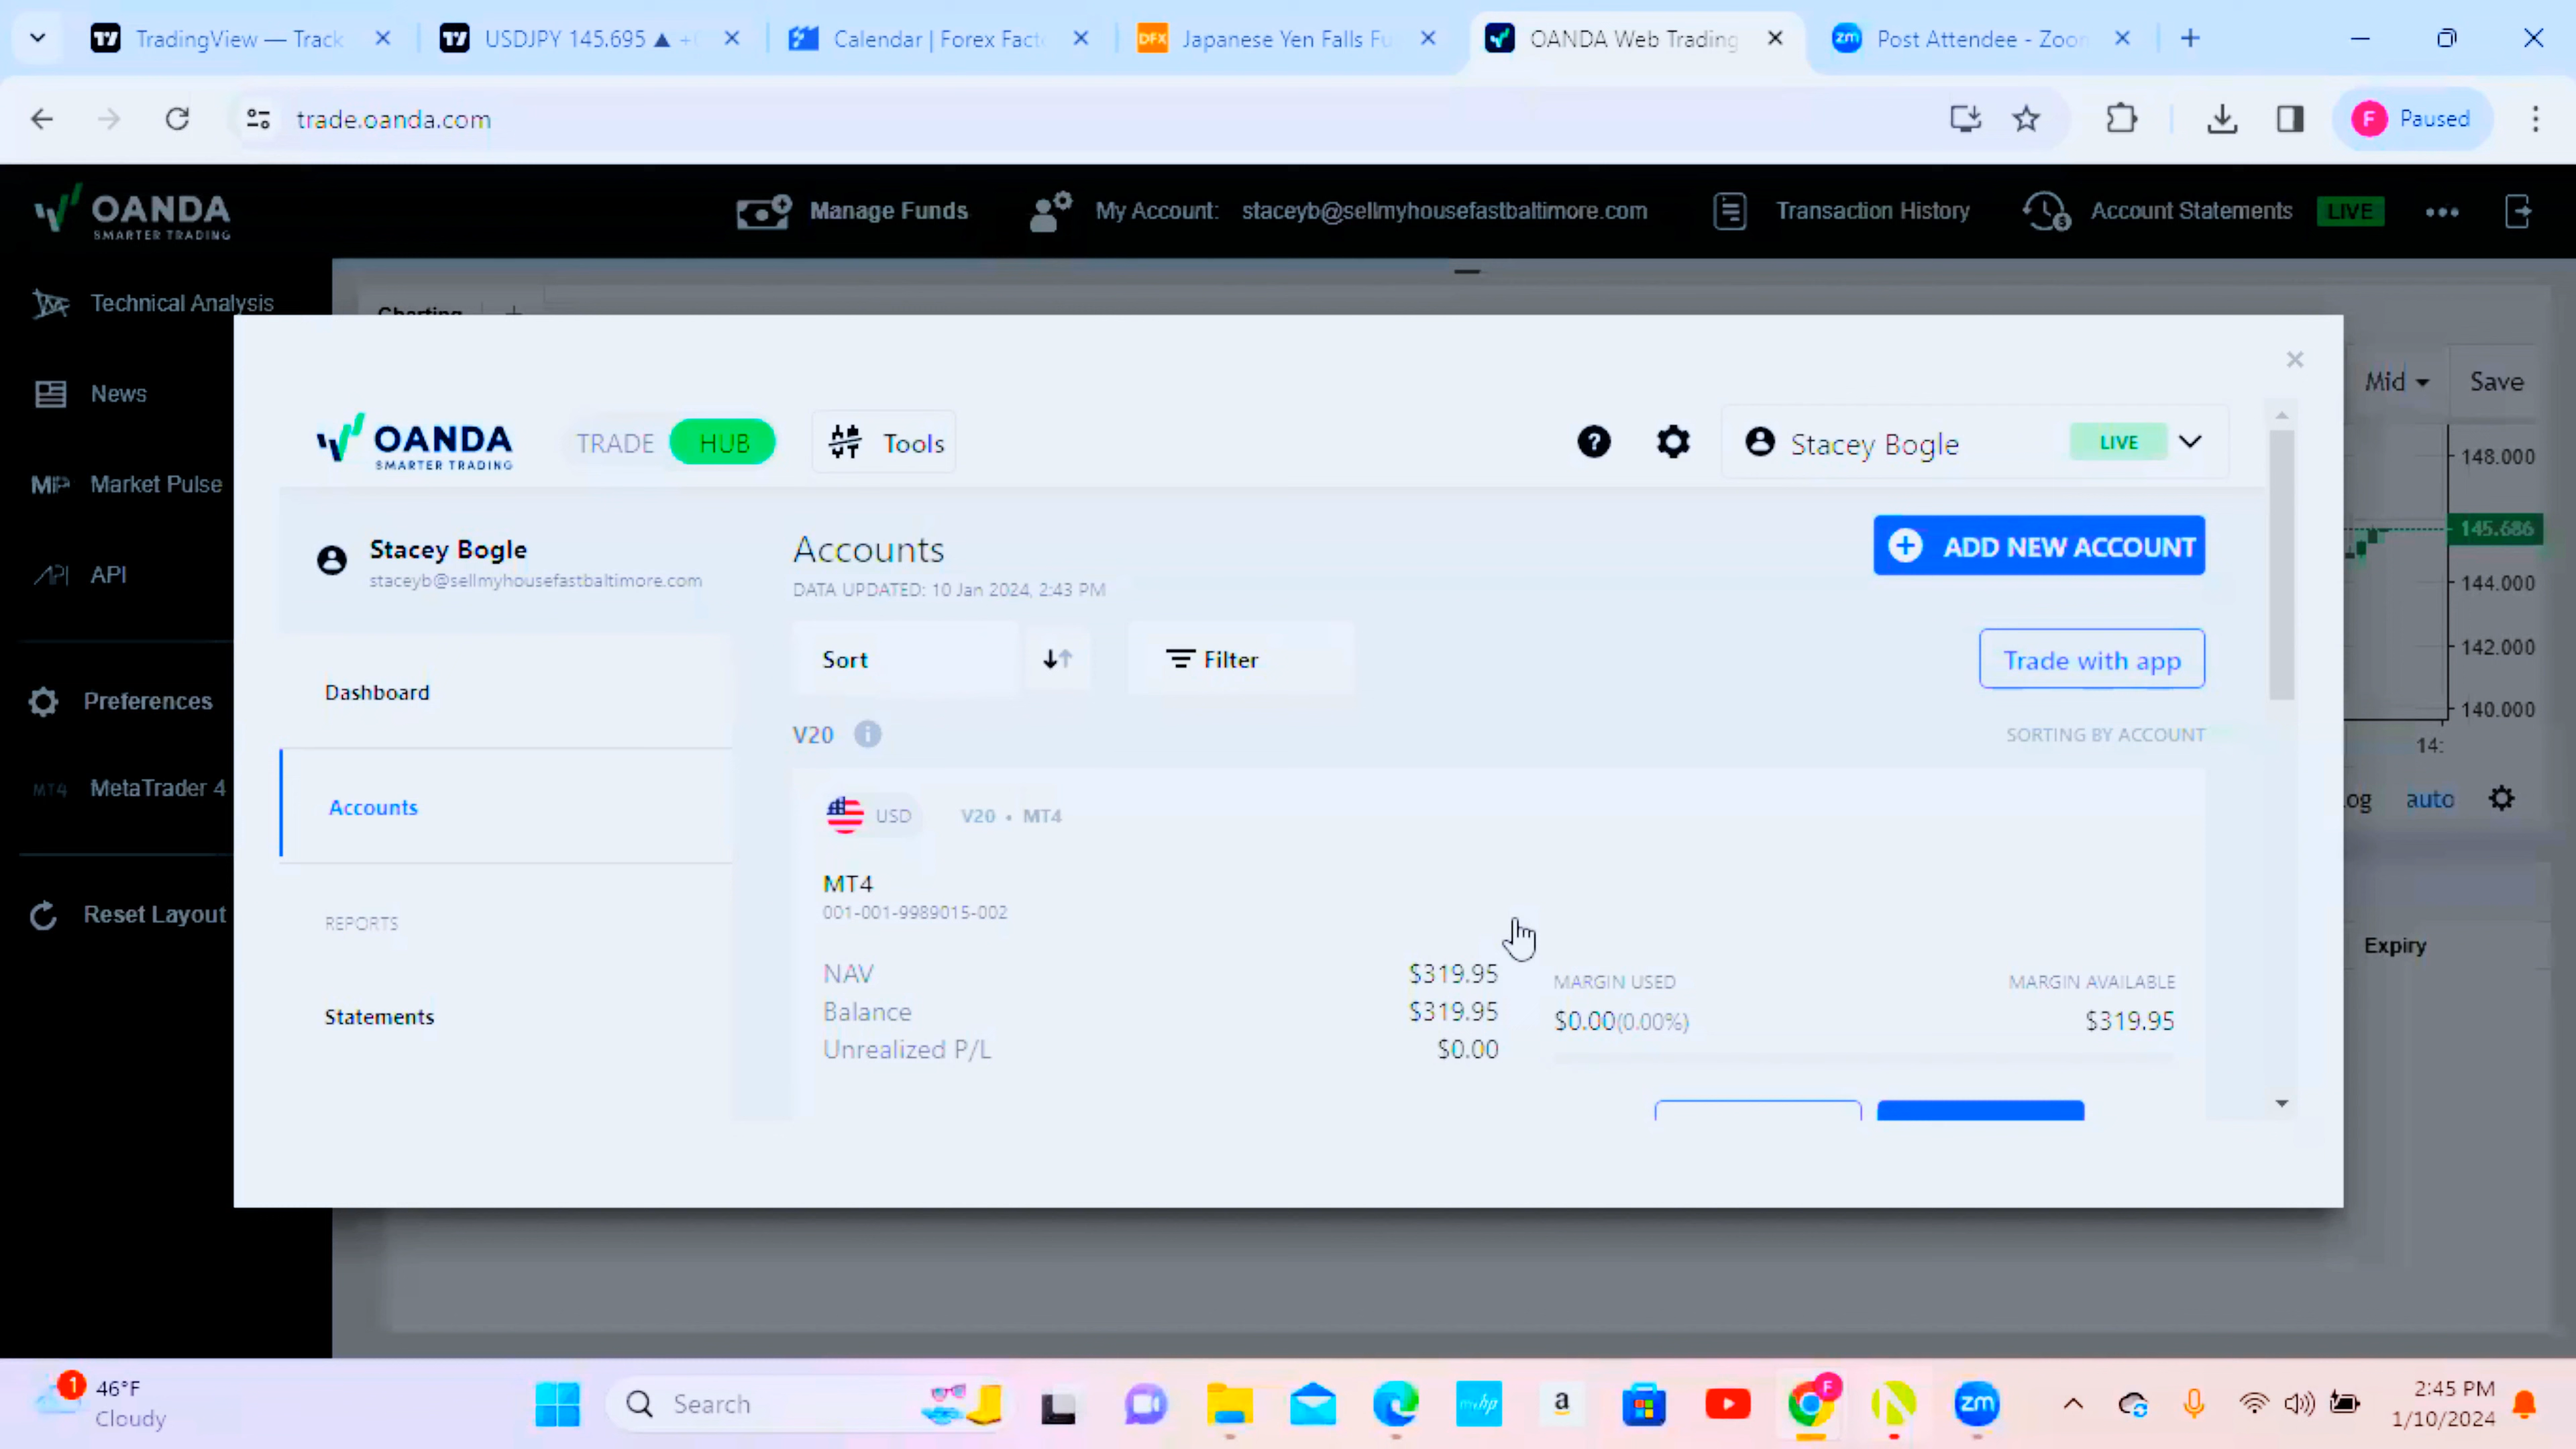 TradingView — Track
USDJPY 145.695 ▲
Calendar | Forex Fact
Japanese Yen Falls Fu
OANDA Web Trading
Post Attendee - Zoom
trade.oanda.com
F Paused
OANDA
SMARTER TRADING
Manage Funds
My Account: staceyb@sellmyhousefastbaltimore.com
Transaction History
Account Statements
LIVE
Technical Analysis
Charting +
News
Mid
Save
Market Pulse
API
Preferences
MT4 MetaTrader 4
Reset Layout
OANDA
SMARTER TRADING
TRADE
HUB
Tools
Stacey Bogle
LIVE
Stacey Bogle
staceyb@sellmyhousefastbaltimore.com
Dashboard
Accounts
REPORTS
Statements
Accounts
DATA UPDATED: 10 Jan 2024, 2:43 PM
ADD NEW ACCOUNT
Sort
Filter
Trade with app
V20
SORTING BY ACCOUNT
USD
V20 • MT4
MT4
001-001-9989015-002
NAV $319.95
Balance $319.95
Unrealized P/L $0.00
MARGIN USED
$0.00(0.00%)
MARGIN AVAILABLE
$319.95
148.000
145.686
144.000
142.000
140.000
14:
og
auto
Expiry
1
46°F
Cloudy
Search
2:45 PM
1/10/2024